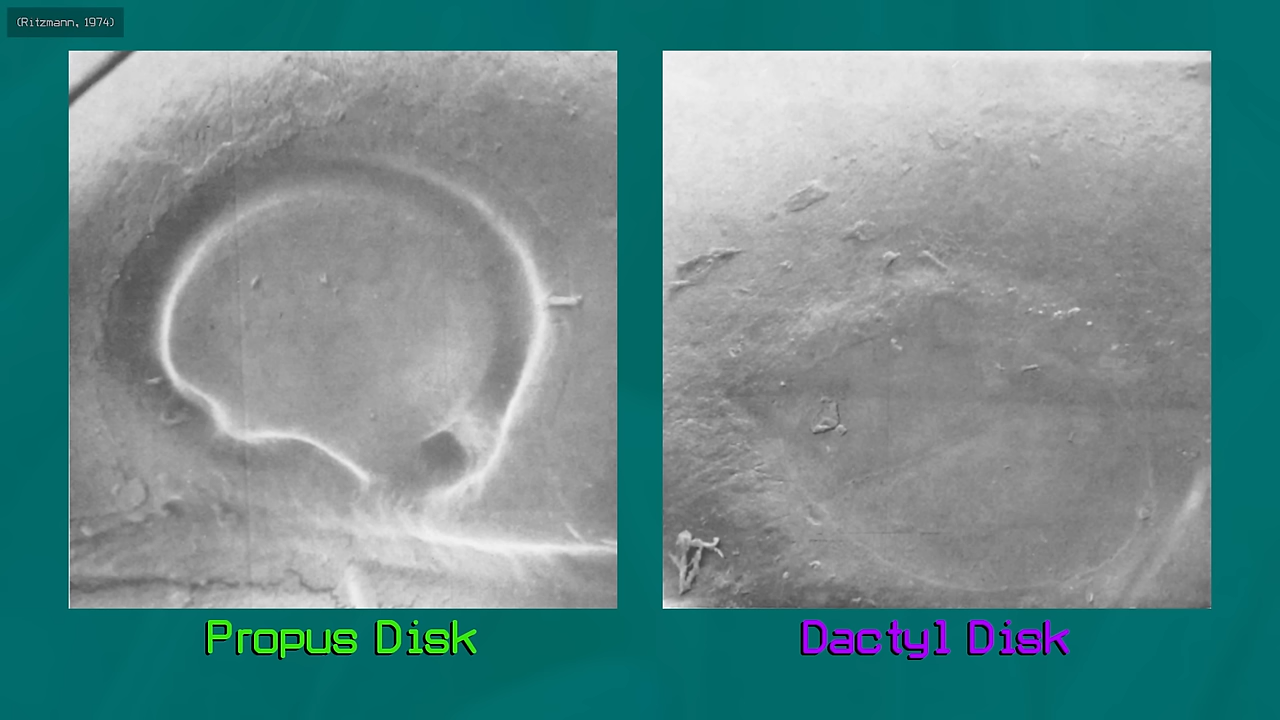 (Ritzmann, 1974)
Propus Disk
Dactyl Disk